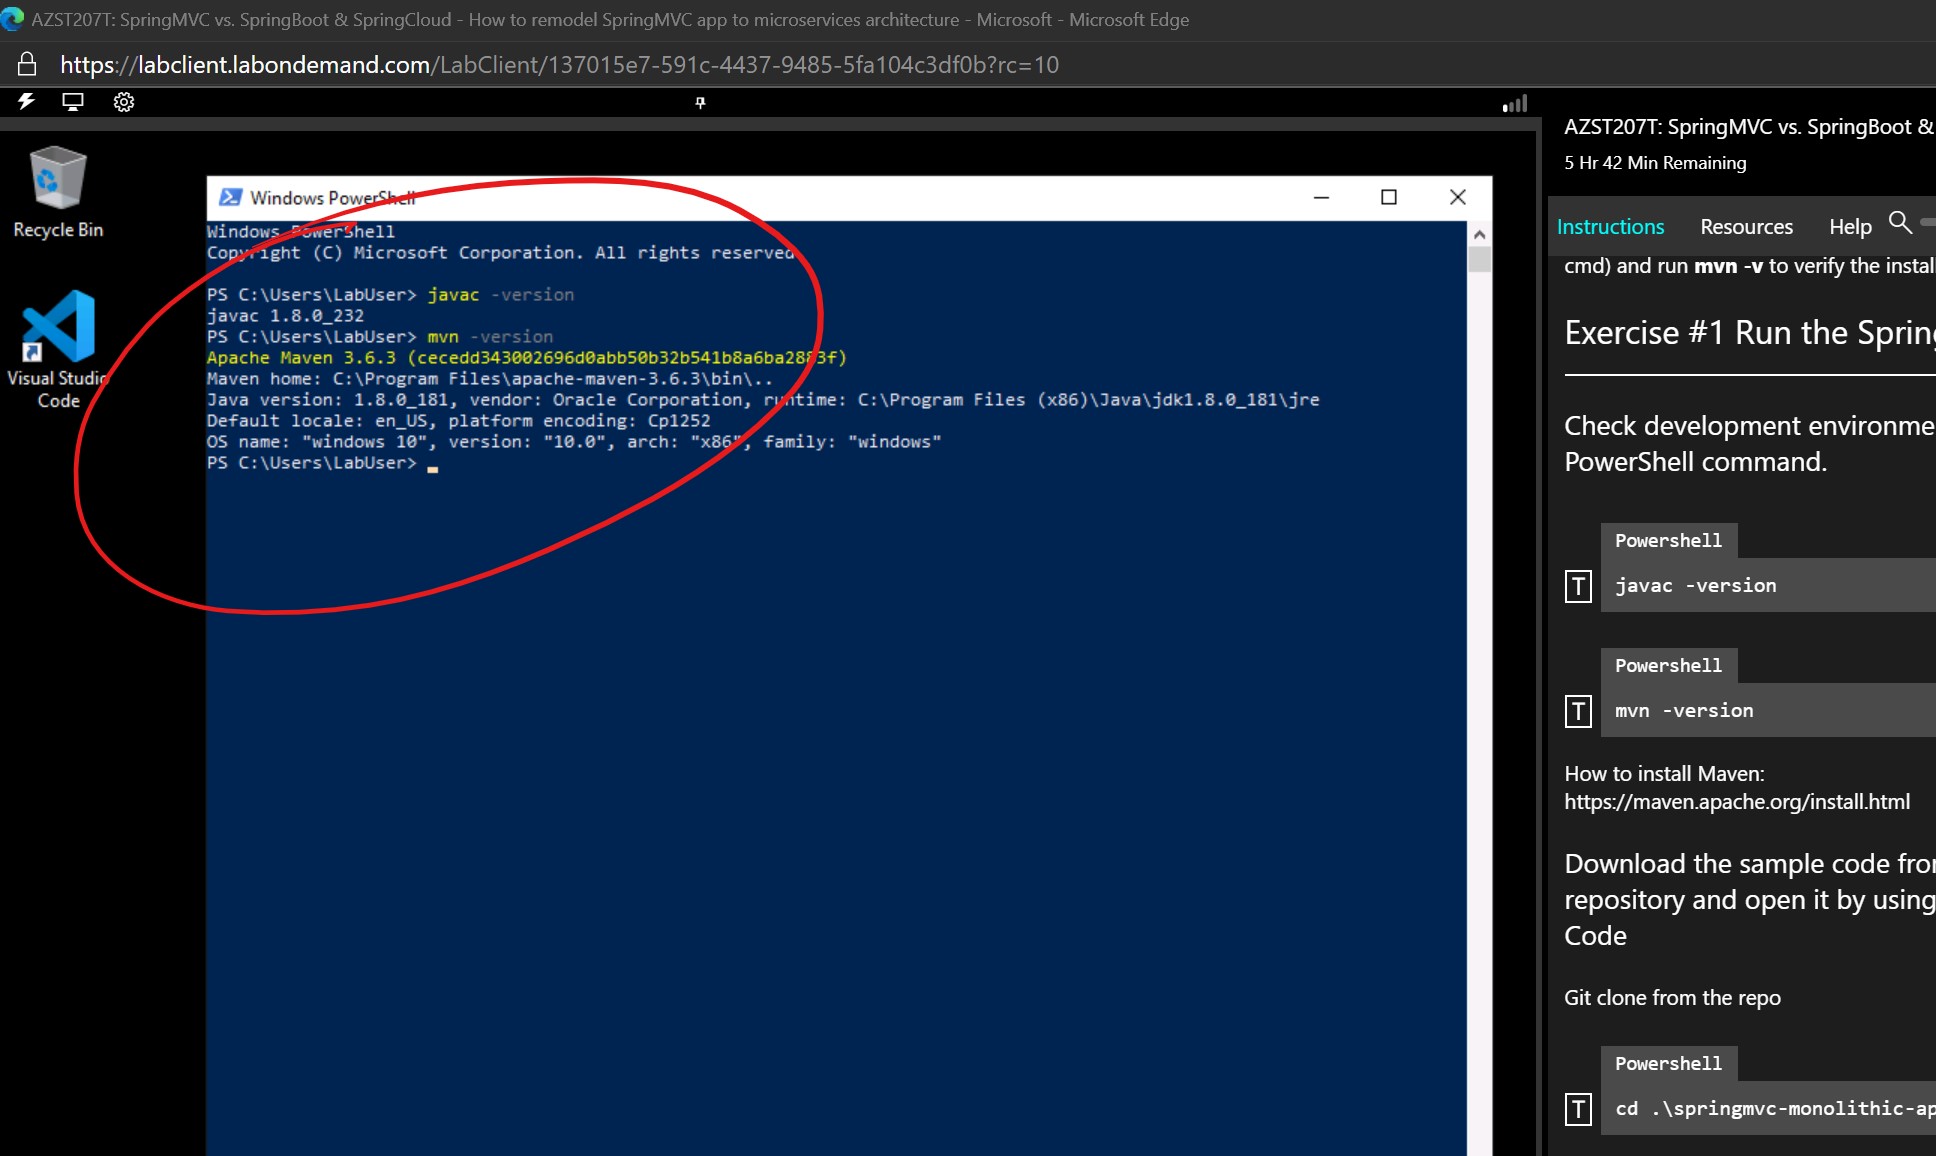 AZST207T: SpringMVC vs. SpringBoot & SpringCloud - How to remodel SpringMVC app to microservices architecture - Microsoft - Microsoft Edge
https://labclient.labondemand.com/LabClient/137015e7-591c-4437-9485-5fa104c3df0b?rc=10
Recycle Bin
Visual Studio
Code
Windows PowerShell
Windows PowerShell
Copyright (C) Microsoft Corporation. All rights reserved.
PS C:\Users\LabUser> javac -version
javac 1.8.0_232
PS C:\Users\LabUser> mvn -version
Apache Maven 3.6.3 (cecedd343002696d0abb50b32b541b8a6ba2883f)
Maven home: C:\Program Files\apache-maven-3.6.3\bin\..
Java version: 1.8.0_181, vendor: Oracle Corporation, runtime: C:\Program Files (x86)\Java\jdk1.8.0_181\jre
Default locale: en_US, platform encoding: Cp1252
OS name: "windows 10", version: "10.0", arch: "x86", family: "windows"
PS C:\Users\LabUser>
AZST207T: SpringMVC vs. SpringBoot &
5 Hr 42 Min Remaining
Instructions Resources Help
cmd) and run mvn -v to verify the instal
Exercise #1 Run the Spring
Check development environme
PowerShell command.
Powershell
T javac -version
Powershell
T mvn -version
How to install Maven:
https://maven.apache.org/install.html
Download the sample code fro
repository and open it by using
Code
Git clone from the repo
Powershell
T cd .\springmvc-monolithic-ap